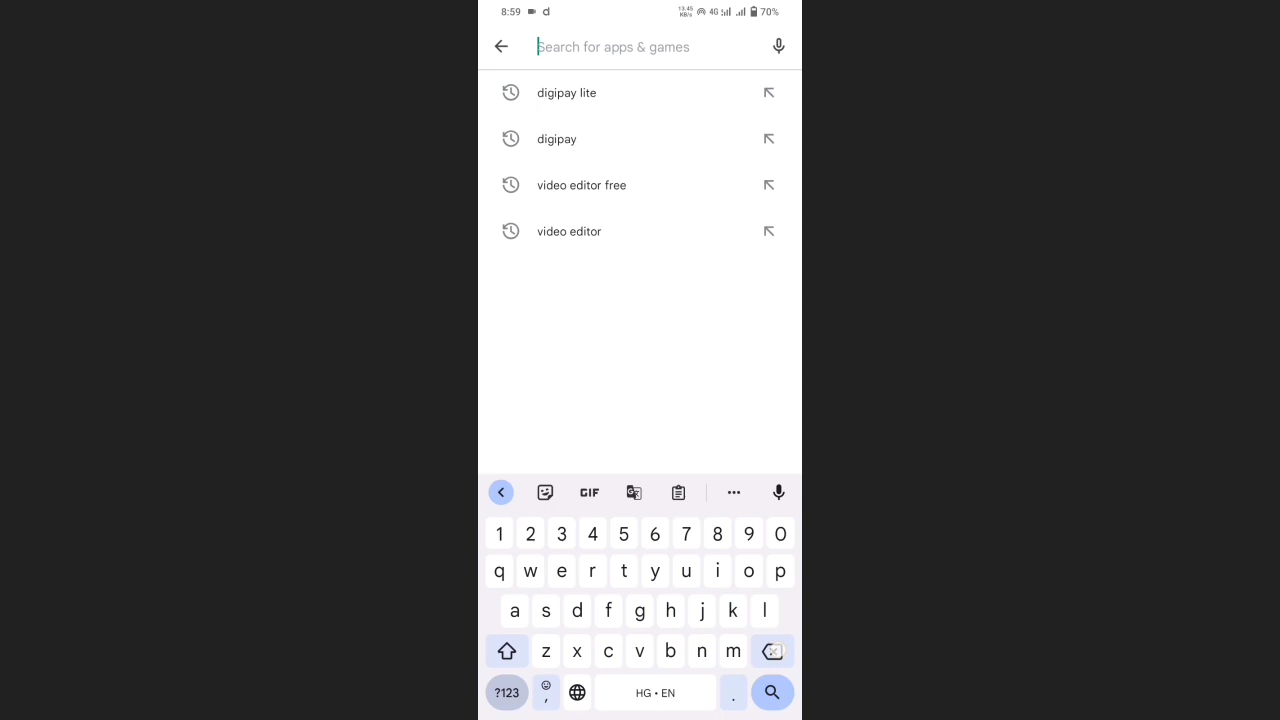 8:59 d 13.45 KB/s 4G 70%
Search for apps & games
digipay lite
digipay
video editor free
video editor
GIF
1 2 3 4 5 6 7 8 9 0
q w e r t y u i o p
a s d f g h j k l
z x c v b n m
?123 , HG • EN .